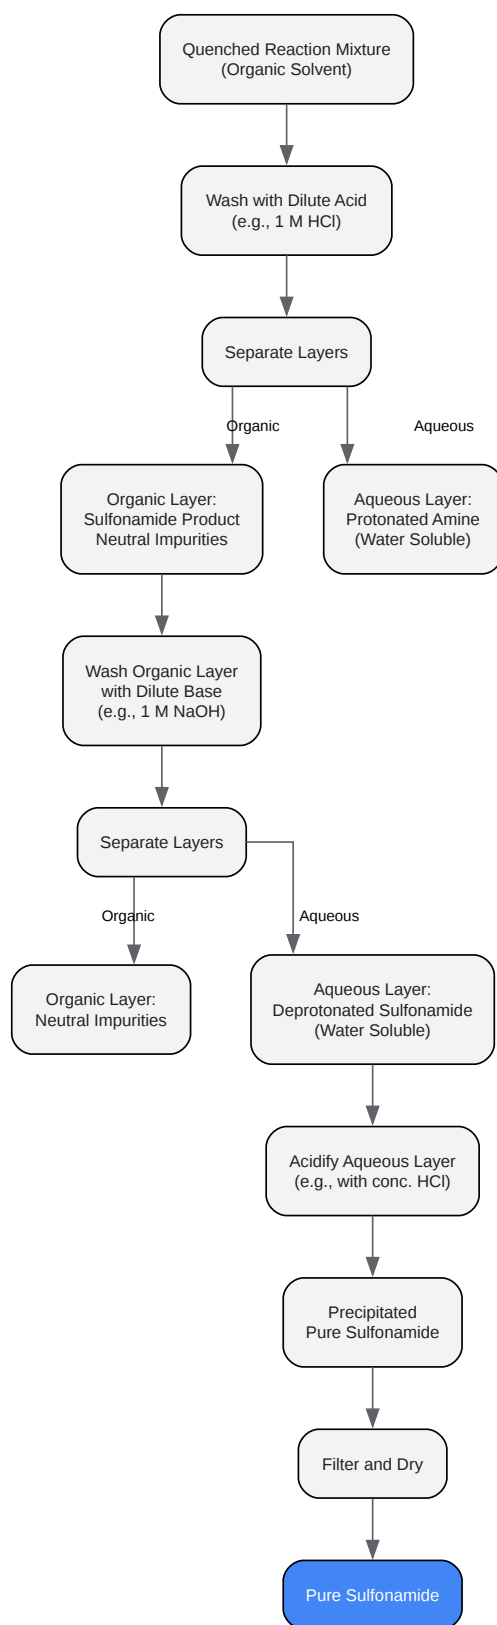 Quenched Reaction Mixture
(Organic Solvent)
Wash with Dilute Acid
(e.g., 1 M HCl)
Separate Layers
Organic
Aqueous
Organic Layer:
Sulfonamide Product
Neutral Impurities
Aqueous Layer:
Protonated Amine
(Water Soluble)
Wash Organic Layer
with Dilute Base
(e.g., 1 M NaOH)
Separate Layers
Organic
Aqueous
Organic Layer:
Neutral Impurities
Aqueous Layer:
Deprotonated Sulfonamide
(Water Soluble)
Acidify Aqueous Layer
(e.g., with conc. HCl)
Precipitated
Pure Sulfonamide
Filter and Dry
Pure Sulfonamide